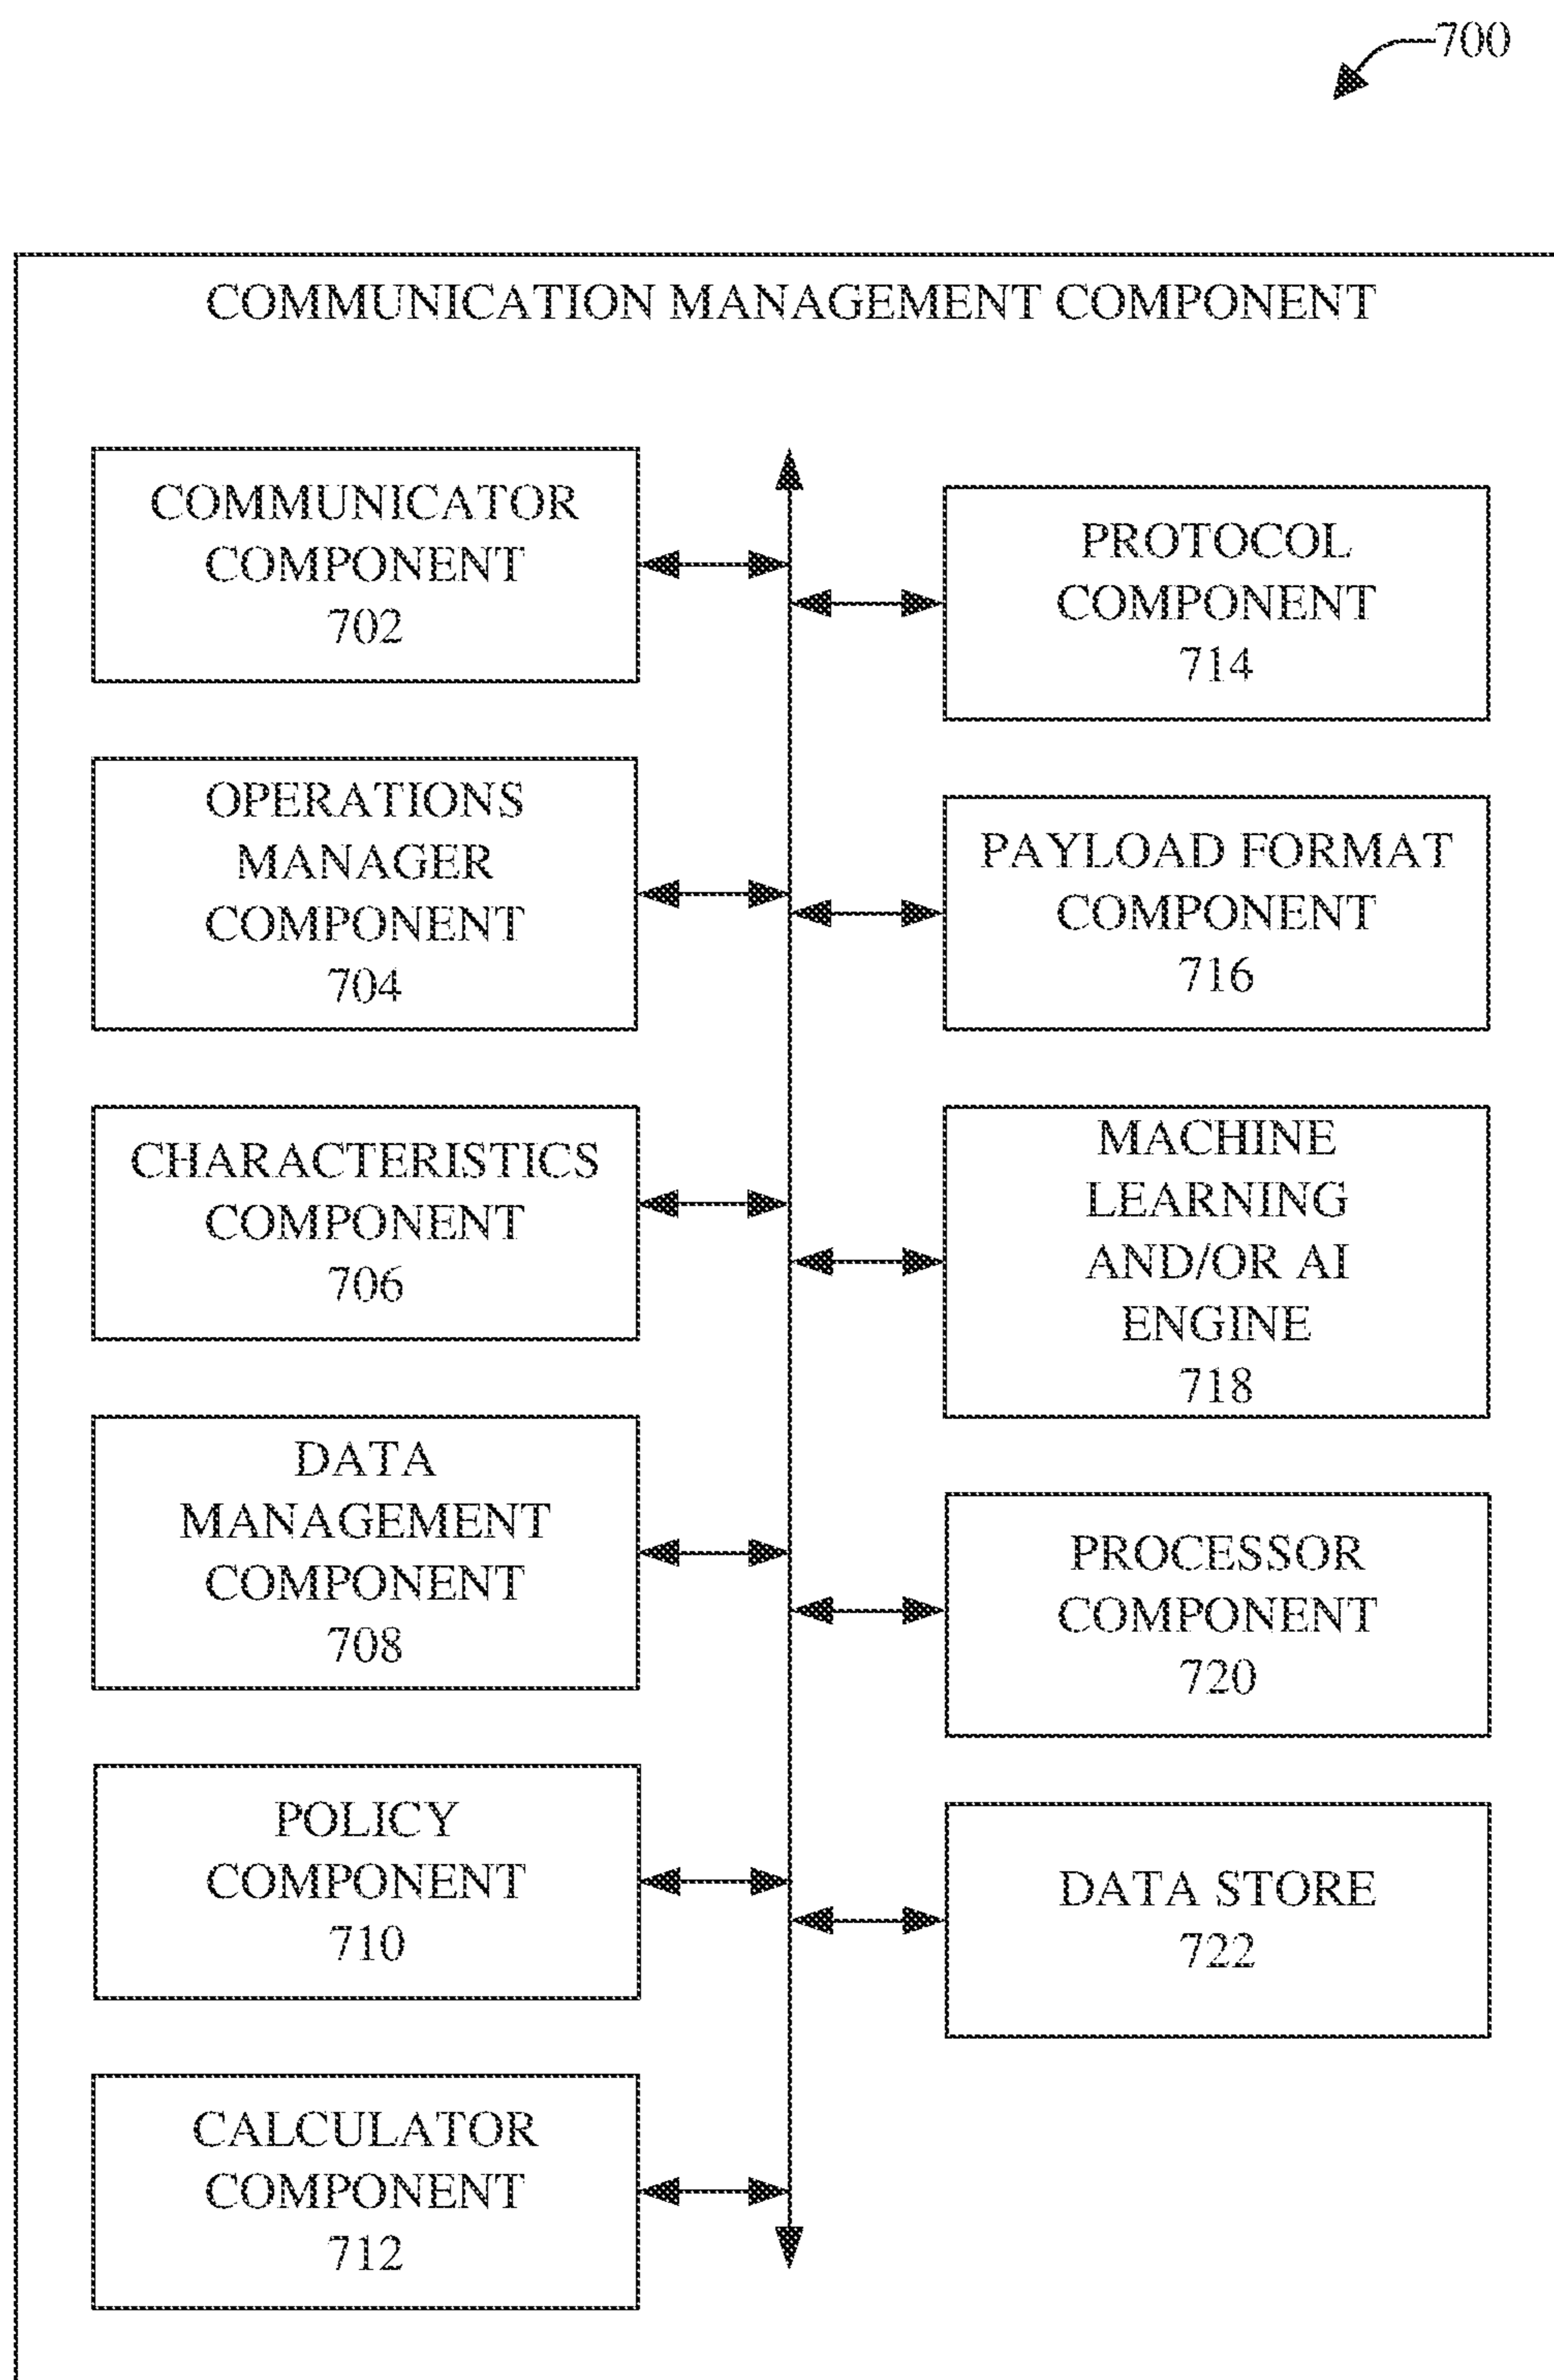 700
COMMUNICATION MANAGEMENT COMPONENT
COMMUNICATOR
COMPONENT
702
OPERATIONS
MANAGER
COMPONENT
704
CHARACTERISTICS
COMPONENT
706
DATA
MANAGEMENT
COMPONENT
708
POLICY
COMPONENT
710
CALCULATOR
COMPONENT
712
PROTOCOL
COMPONENT
714
PAYLOAD FORMAT
COMPONENT
716
MACHINE
LEARNING
AND/OR AI
ENGINE
718
PROCESSOR
COMPONENT
720
DATA STORE
722